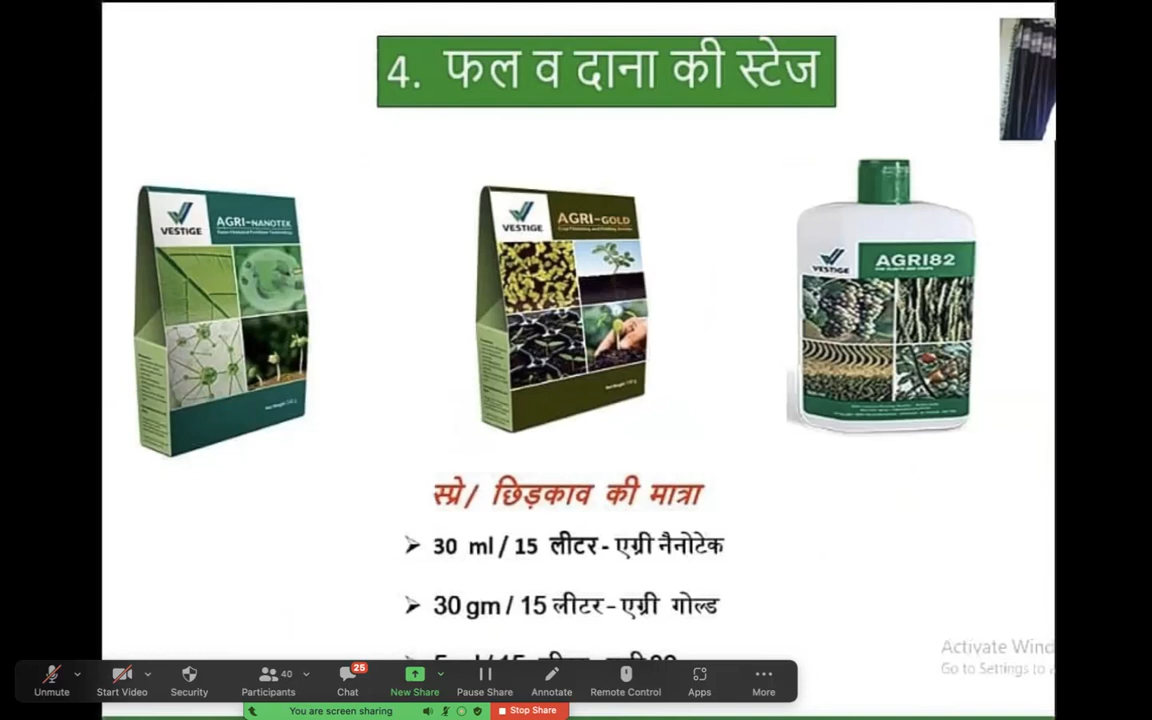 4. फल व दाना की स्टेज
VESTIGE
AGRI-NANOTEK
VESTIGE
AGRI-GOLD
VESTIGE
AGRI82
स्प्रे/ छिड़काव की मात्रा
➢ 30 ml / 15 लीटर - एग्री नैनोटेक
➢ 30 gm / 15 लीटर - एग्री गोल्ड
Activate Wind
Go to Settings to
25
40
Unmute
Start Video
Security
Participants
Chat
New Share
Pause Share
Annotate
Remote Control
Apps
More
You are screen sharing
Stop Share